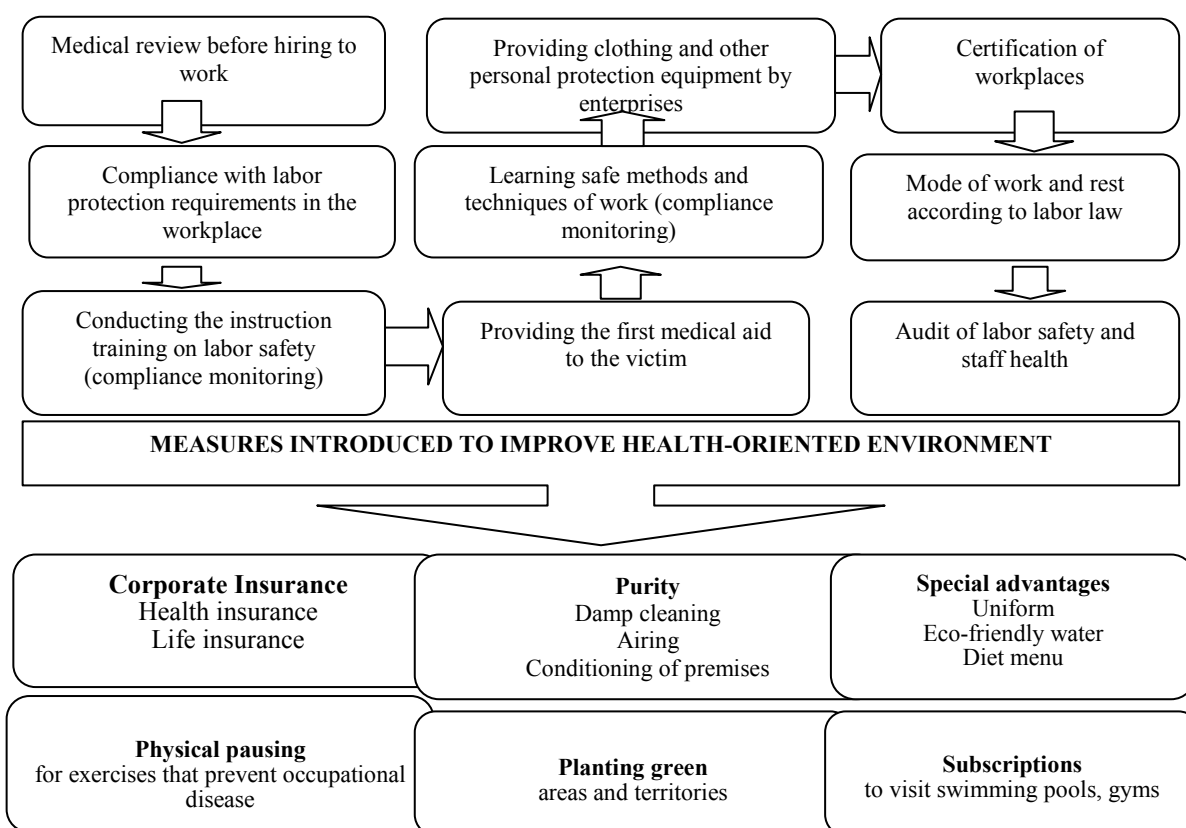 Medical review before hiring to
work
Compliance with labor
protection requirements in the
workplace
Conducting the instruction
training on labor safety
(compliance monitoring)
Providing the first medical aid
to the victim
Learning safe methods and
techniques of work (compliance
monitoring)
Providing clothing and other
personal protection equipment by
enterprises
Certification of
workplaces
Mode of work and rest
according to labor law
Audit of labor safety and
staff health
MEASURES INTRODUCED TO IMPROVE HEALTH-ORIENTED ENVIRONMENT
Corporate Insurance
Health insurance
Life insurance
Purity
Damp cleaning
Airing
Conditioning of premises
Special advantages
Uniform
Eco-friendly water
Diet menu
Physical pausing
for exercises that prevent occupational
disease
Planting green
areas and territories
Subscriptions
to visit swimming pools, gyms